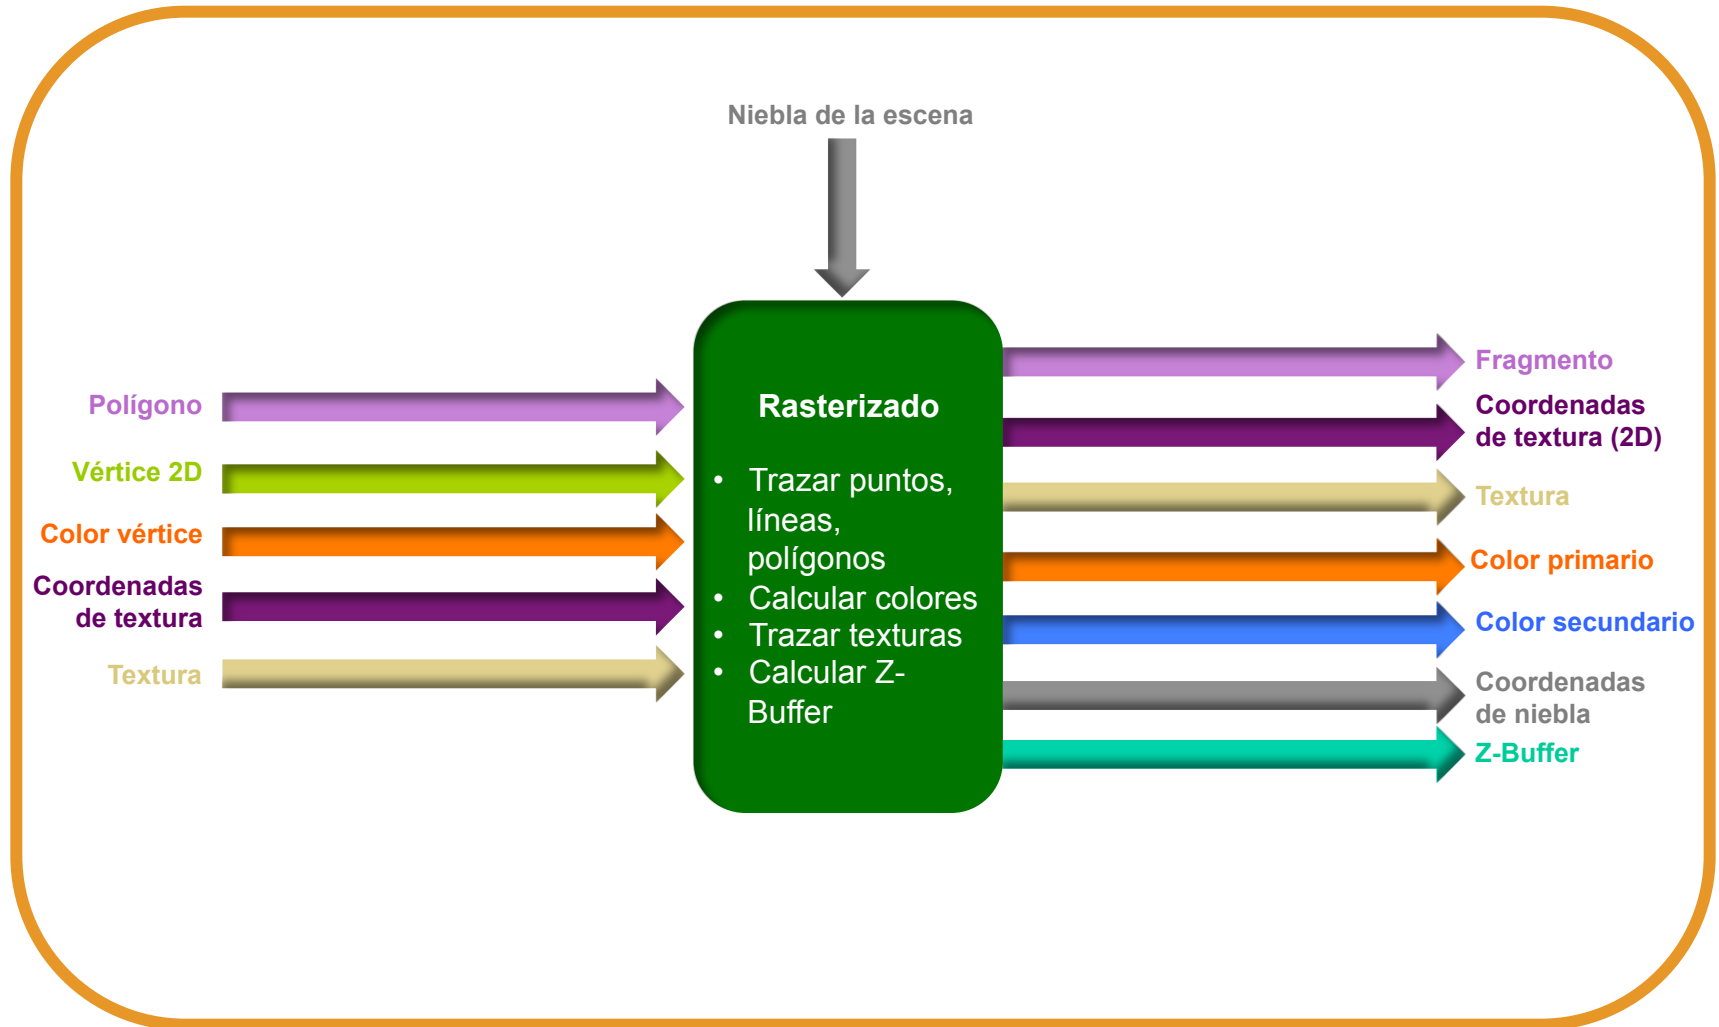 Niebla de la escena
Polígono
Vértice 2D
Color vértice
Coordenadas
de textura
Textura
Rasterizado
• Trazar puntos,
líneas,
polígonos
• Calcular colores
• Trazar texturas
• Calcular Z-
Buffer
Fragmento
Coordenadas
de textura (2D)
Textura
Color primario
Color secundario
Coordenadas
de niebla
Z-Buffer